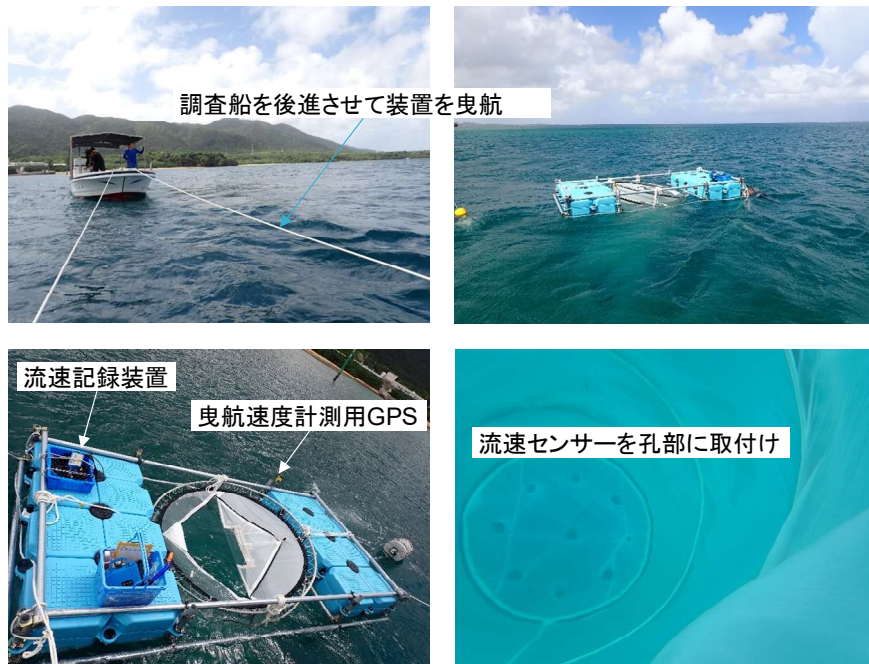 調査船を後進させて装置を曳航
流速記録装置
曳航速度計測用GPS
流速センサーを孔部に取付け